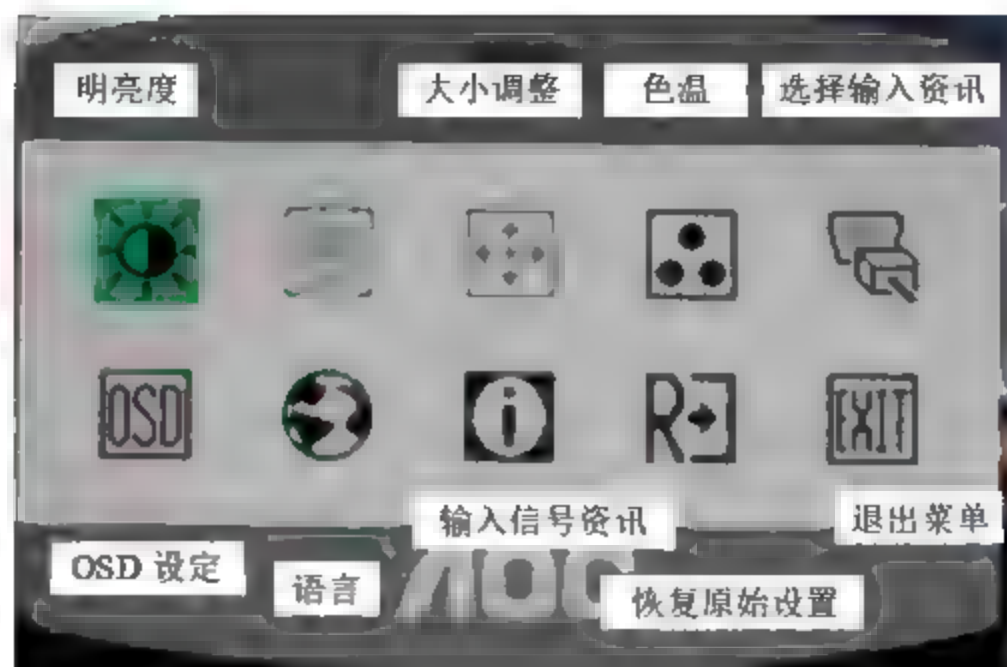 明亮度
大小调整
色温
选择输入资讯
OSD
i
R
EXIT
输入信号资讯
退出菜单
OSD 设定
语言
AOC
恢复原始设置